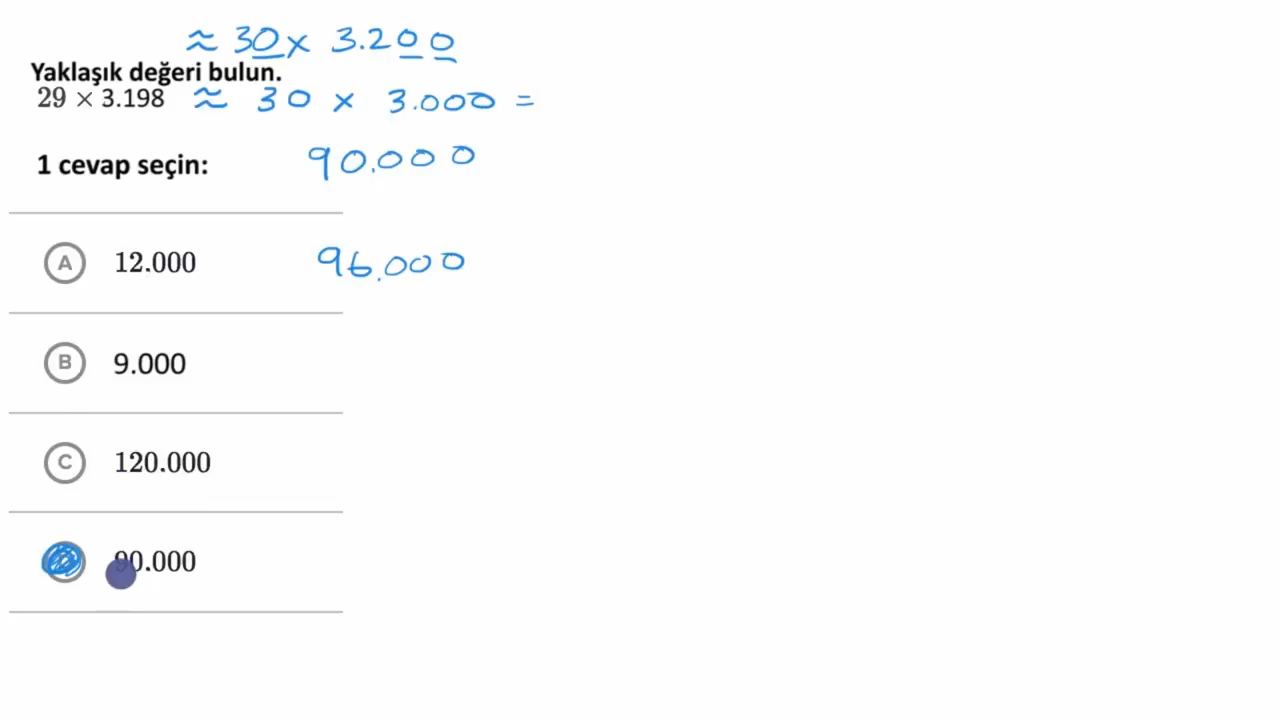 ≈ 30 × 3.200
Yaklaşık değeri bulun.
29 × 3.198 ≈ 30 × 3.000 =
90.000
1 cevap seçin:
A 12.000
96.000
B 9.000
C 120.000
90.000